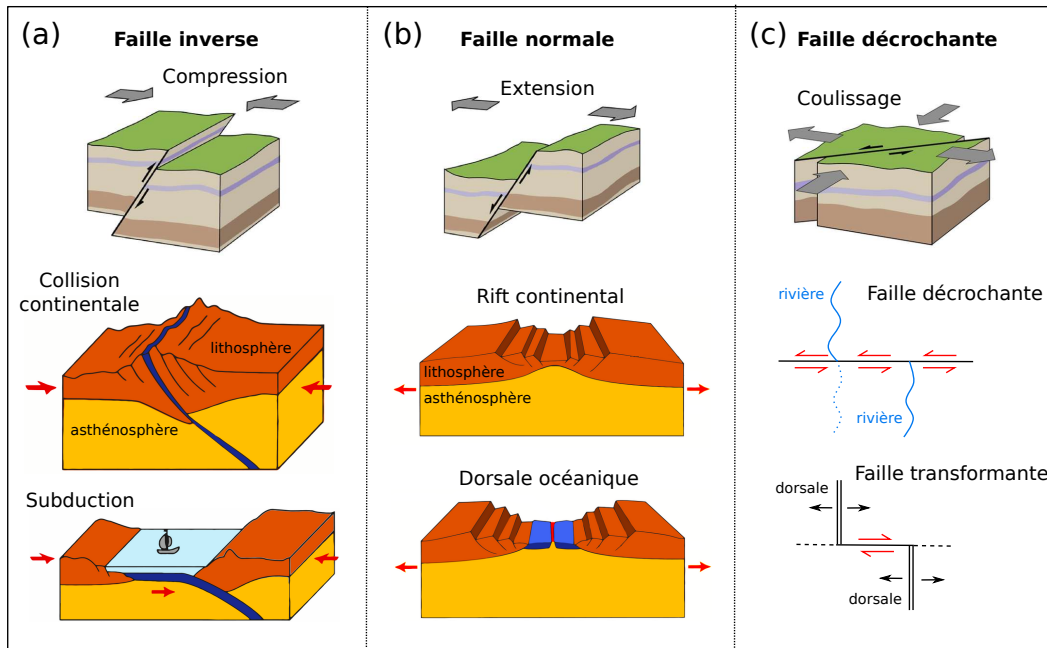 (a)
Faille inverse
Compression
Collision
continentale
lithosphère
asthénosphère
Subduction
(b)
Faille normale
Extension
Rift continental
lithosphère
asthénosphère
Dorsale océanique
(c)
Faille décrochante
Coulissage
rivière
Faille décrochante
rivière
Faille transformante
dorsale
dorsale